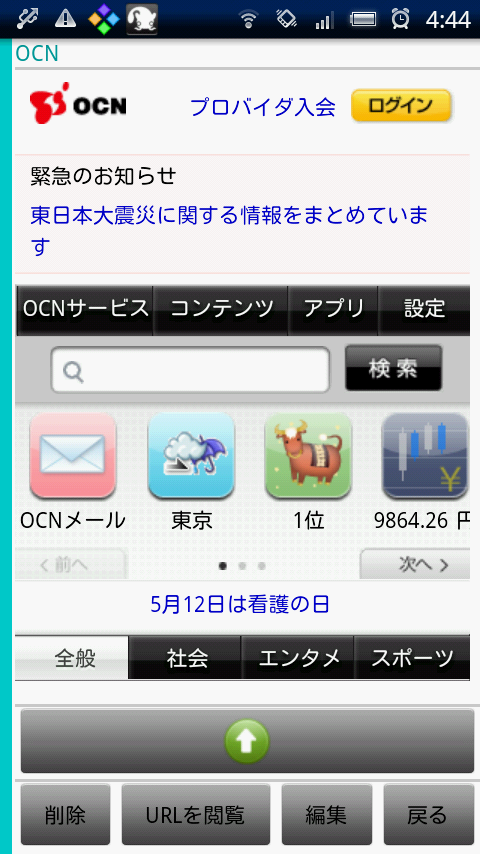 4:44
OCN
OCN プロバイダ入会 ログイン
緊急のお知らせ
東日本大震災に関する情報をまとめていま
す
OCNサービス コンテンツ アプリ 設定
検索
OCNメール 東京 1位 9864.26 円
< 前へ 次へ >
5月12日は看護の日
全般 社会 エンタメ スポーツ
削除 URLを閲覧 編集 戻る